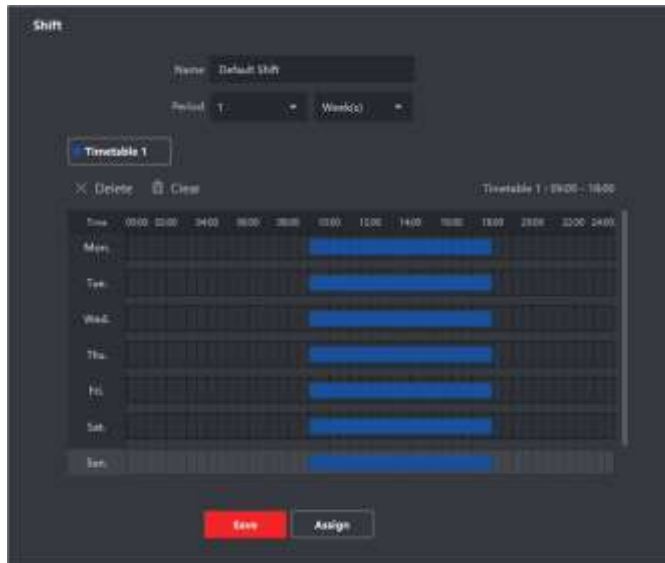 Shift
Name Default Shift
Period 1 Week(s)
Timetable 1
Delete Clear Timetable 1 : 09:00 - 18:00
Time 00:00 02:00 04:00 06:00 08:00 10:00 12:00 14:00 16:00 18:00 20:00 22:00 24:00
Mon.
Tue.
Wed.
Thu.
Fri.
Sat.
Sun.
Save Assign